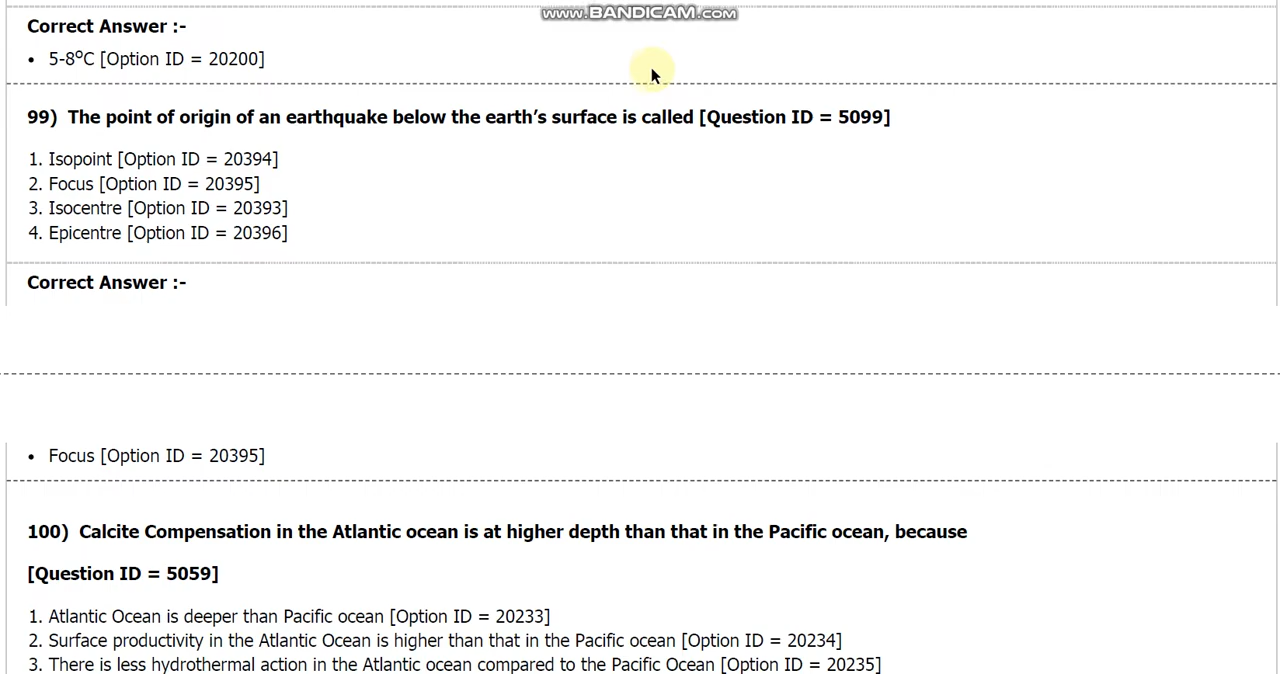 www.BANDICAM.com
Correct Answer :-
• 5-8°C [Option ID = 20200]
99) The point of origin of an earthquake below the earth’s surface is called [Question ID = 5099]
1. Isopoint [Option ID = 20394]
2. Focus [Option ID = 20395]
3. Isocentre [Option ID = 20393]
4. Epicentre [Option ID = 20396]
Correct Answer :-
• Focus [Option ID = 20395]
100) Calcite Compensation in the Atlantic ocean is at higher depth than that in the Pacific ocean, because
[Question ID = 5059]
1. Atlantic Ocean is deeper than Pacific ocean [Option ID = 20233]
2. Surface productivity in the Atlantic Ocean is higher than that in the Pacific ocean [Option ID = 20234]
3. There is less hydrothermal action in the Atlantic ocean compared to the Pacific Ocean [Option ID = 20235]